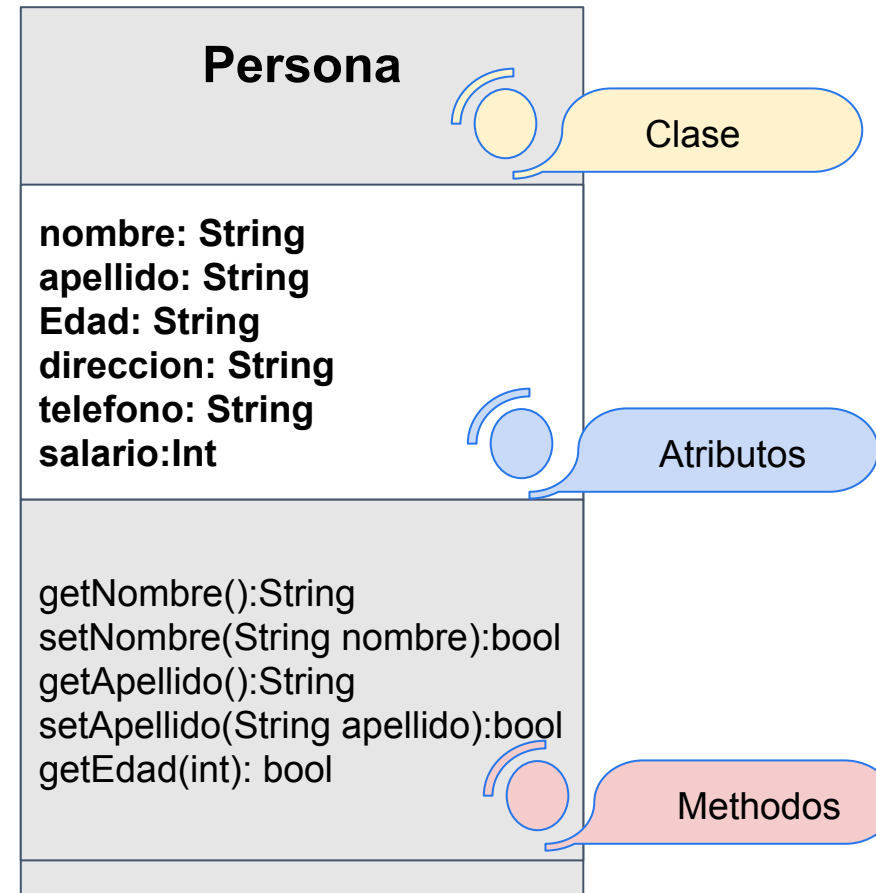 Persona
Clase
nombre: String
apellido: String
Edad: String
direccion: String
telefono: String
salario:Int
Atributos
getNombre():String
setNombre(String nombre):bool
getApellido():String
setApellido(String apellido):bool
getEdad(int): bool
Methodos